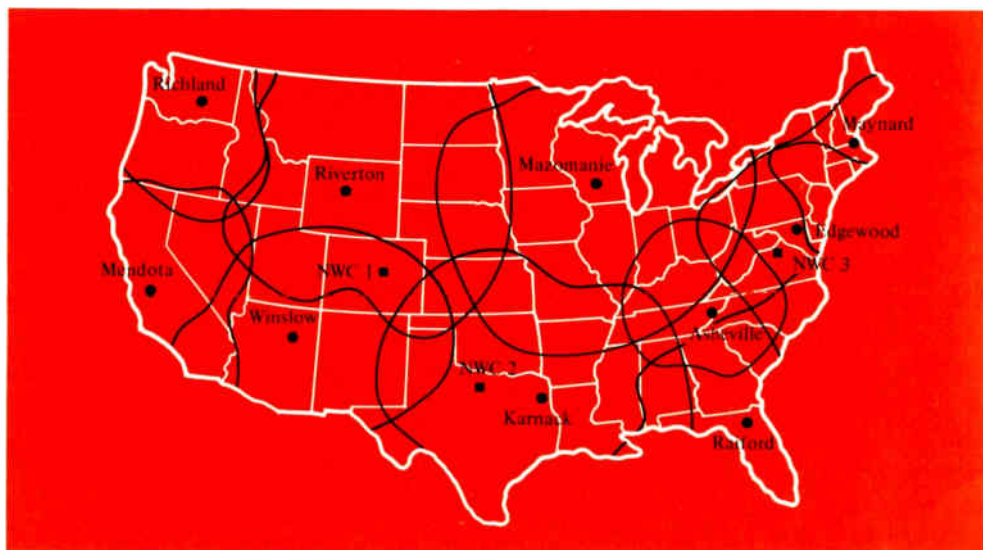 Richland
Maynard
Mazomanie
Riverton
Edgewood
NWC 3
NWC 1
Mendota
Winslow
Asheville
NWC 2
Karnack
Raiford